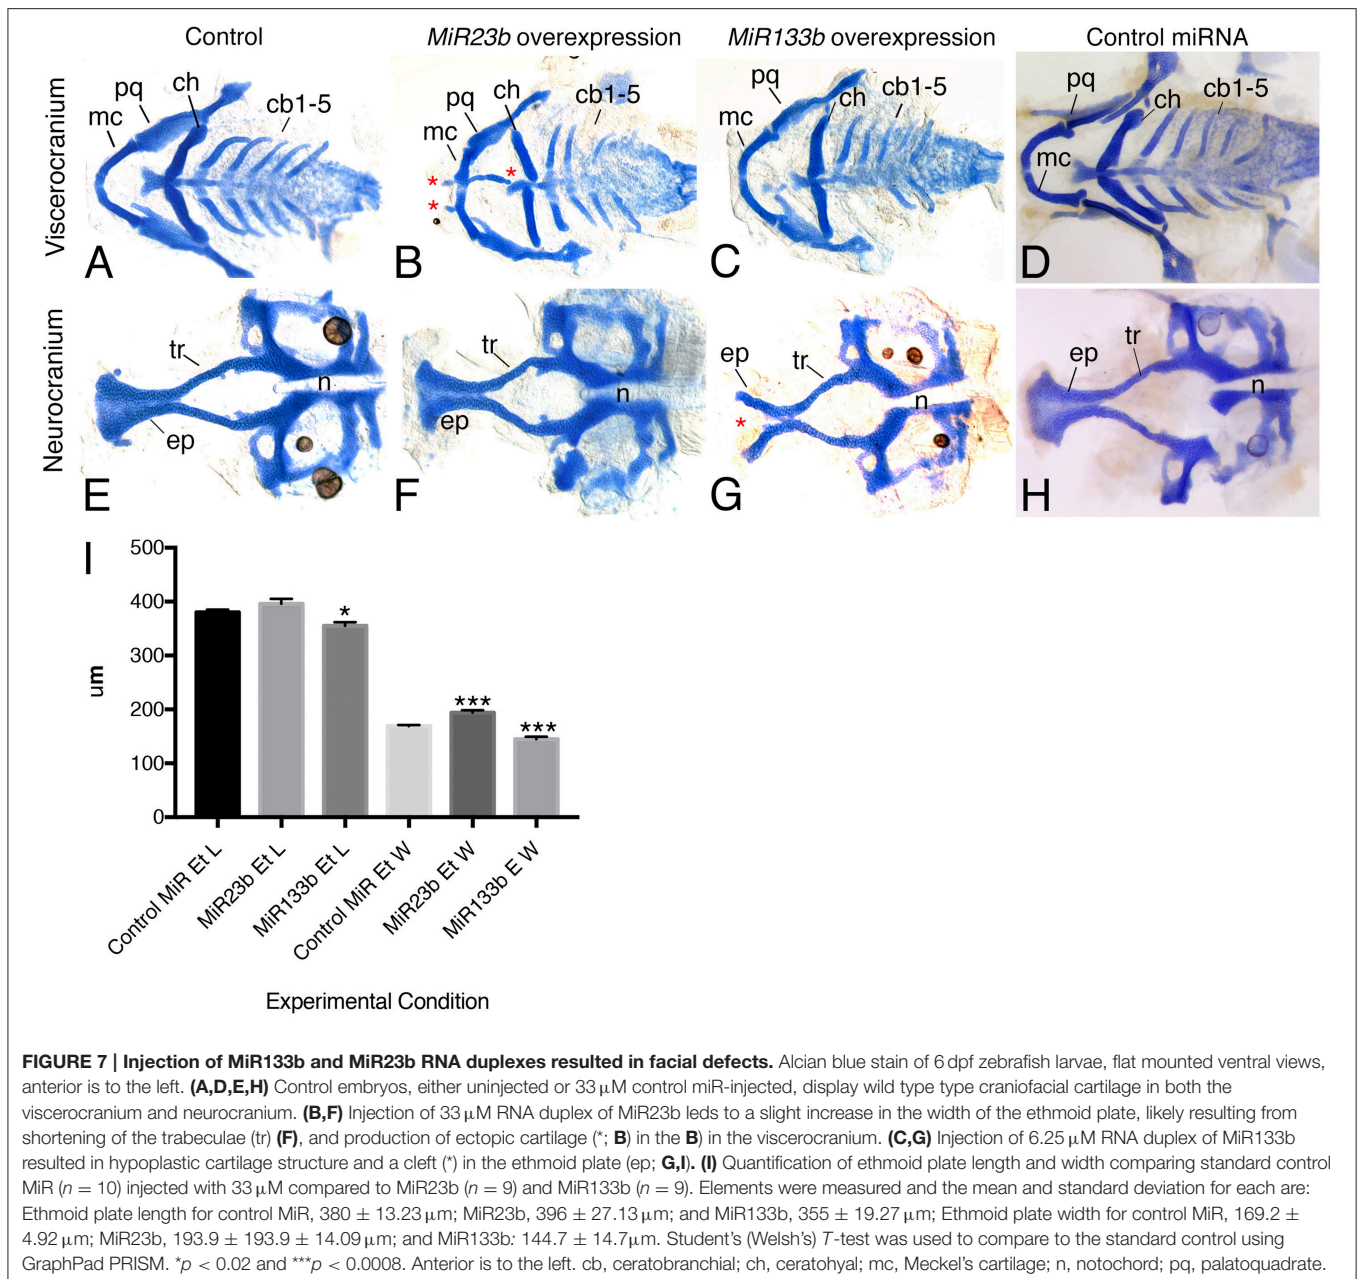 Control
MiR23b overexpression
MiR133b overexpression
Control miRNA
Viscerocranium
mc
pq
ch
cb1-5
A
mc
pq
ch
cb1-5
*
*
*
B
mc
pq
ch
cb1-5
C
pq
mc
ch
cb1-5
D
Neurocranium
tr
ep
n
E
tr
ep
n
F
ep
tr
n
*
G
ep
tr
n
H
I
500
400
300
200
100
0
um
*
***
***
Control MiR Et L
MiR23b Et L
MiR133b Et L
Control MiR Et W
MiR23b Et W
MiR133b E W
Experimental Condition
FIGURE 7 | Injection of MiR133b and MiR23b RNA duplexes resulted in facial defects. Alcian blue stain of 6 dpf zebrafish larvae, flat mounted ventral views,
anterior is to the left. (A,D,E,H) Control embryos, either uninjected or 33 μM control miR-injected, display wild type type craniofacial cartilage in both the
viscerocranium and neurocranium. (B,F) Injection of 33 μM RNA duplex of MiR23b leds to a slight increase in the width of the ethmoid plate, likely resulting from
shortening of the trabeculae (tr) (F), and production of ectopic cartilage (*; B) in the B) in the viscerocranium. (C,G) Injection of 6.25 μM RNA duplex of MiR133b
resulted in hypoplastic cartilage structure and a cleft (*) in the ethmoid plate (ep; G,I). (I) Quantification of ethmoid plate length and width comparing standard control
MiR (n = 10) injected with 33 μM compared to MiR23b (n = 9) and MiR133b (n = 9). Elements were measured and the mean and standard deviation for each are:
Ethmoid plate length for control MiR, 380 ± 13.23 μm; MiR23b, 396 ± 27.13 μm; and MiR133b, 355 ± 19.27 μm; Ethmoid plate width for control MiR, 169.2 ±
4.92 μm; MiR23b, 193.9 ± 193.9 ± 14.09 μm; and MiR133b: 144.7 ± 14.7μm. Student's (Welsh's) T-test was used to compare to the standard control using
GraphPad PRISM. *p < 0.02 and ***p < 0.0008. Anterior is to the left. cb, ceratobranchial; ch, ceratohyal; mc, Meckel's cartilage; n, notochord; pq, palatoquadrate.